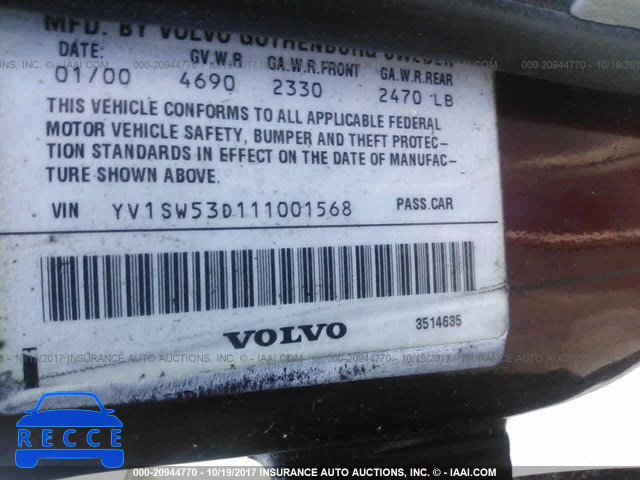 MFD. BY VOLVO GOTHENBURG SWEDEN
DATE: G.V.W.R GA.W.R.FRONT GA.W.R.REAR
01/00 4690 2330 2470 LB
THIS VEHICLE CONFORMS TO ALL APPLICABLE FEDERAL
MOTOR VEHICLE SAFETY, BUMPER AND THEFT PROTEC-
TION STANDARDS IN EFFECT ON THE DATE OF MANUFAC-
TURE SHOWN ABOVE.
VIN YV1SW53D111001568 PASS.CAR
VOLVO 3514635
RECCE
000-20944770 - 10/19/2017 INSURANCE AUTO AUCTIONS, INC. - © IAAI.COM